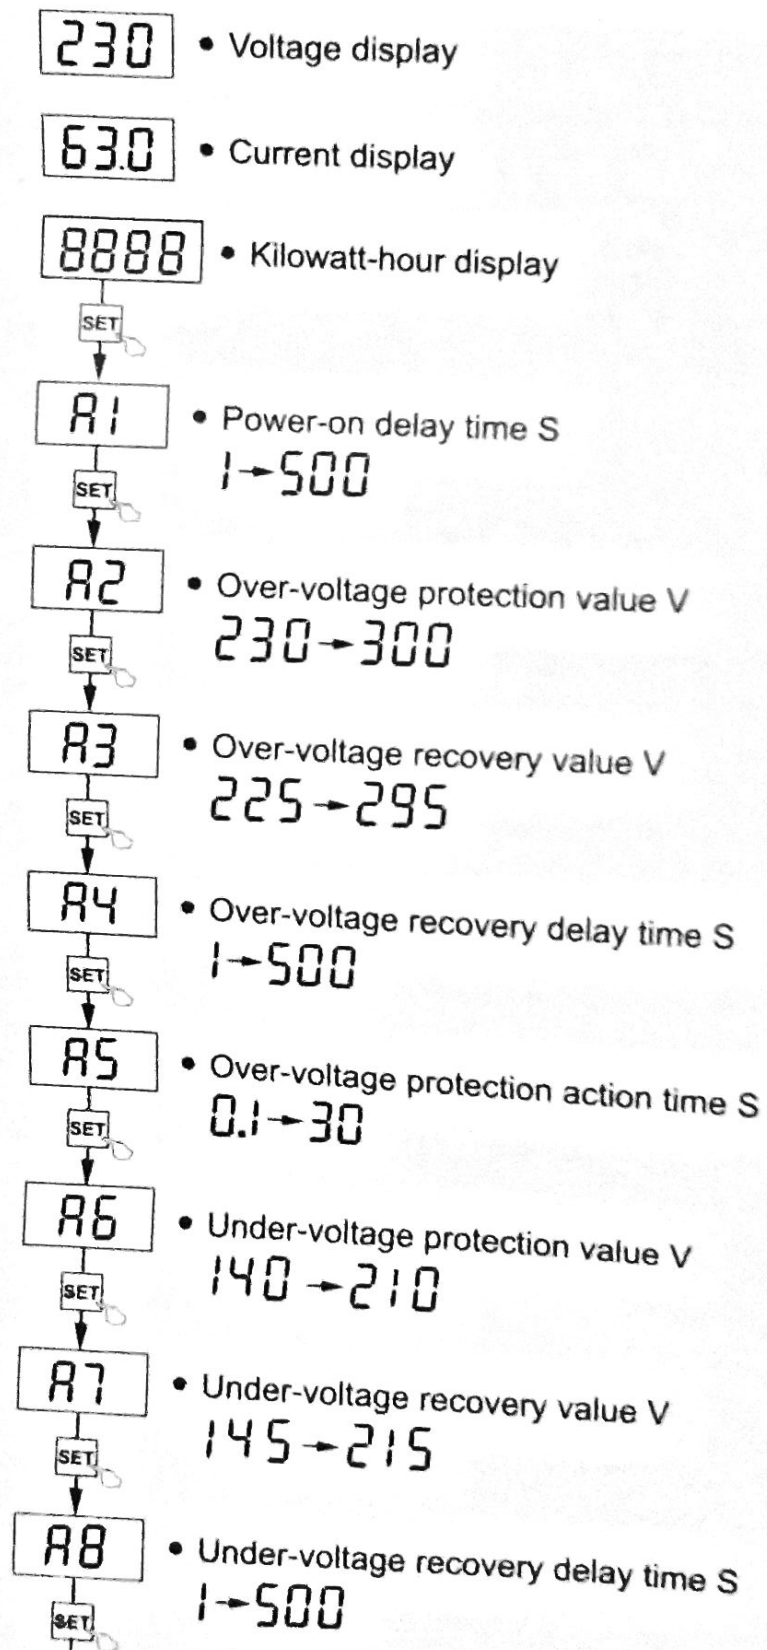 230 • Voltage display
63.0 • Current display
8888 • Kilowatt-hour display
SET
A1 • Power-on delay time S
1→500
SET
A2 • Over-voltage protection value V
230→300
SET
A3 • Over-voltage recovery value V
225→295
SET
A4 • Over-voltage recovery delay time S
1→500
SET
A5 • Over-voltage protection action time S
0.1→30
SET
A6 • Under-voltage protection value V
140→210
SET
A7 • Under-voltage recovery value V
145→215
SET
A8 • Under-voltage recovery delay time S
1→500
SET